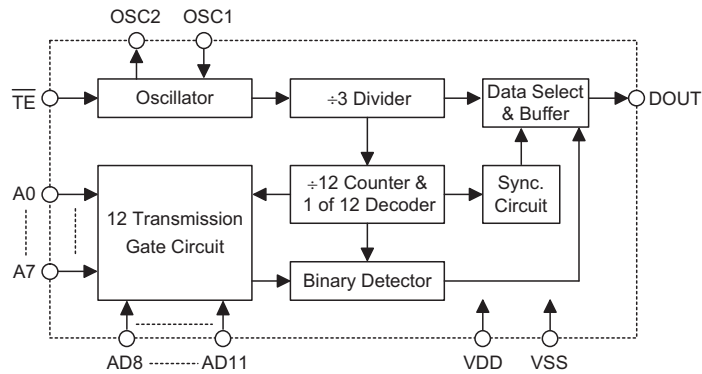 OSC2 OSC1
T̅E̅ Oscillator ÷3 Divider Data Select
& Buffer DOUT
A0 12 Transmission
Gate Circuit ÷12 Counter &
1 of 12 Decoder Sync.
Circuit
A7 Binary Detector
AD8 AD11 VDD VSS